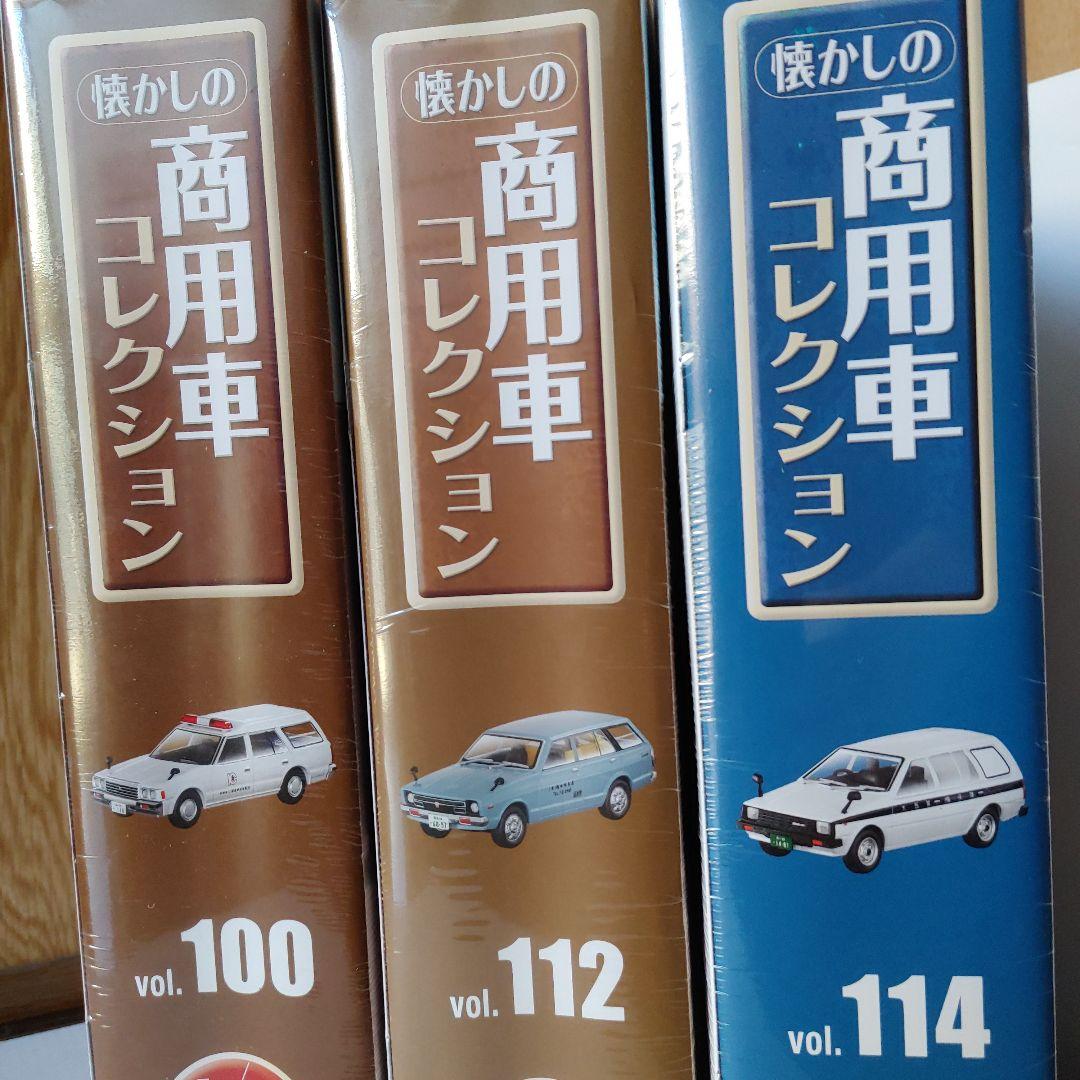 懐かしの
商用車
コレクション
vol. 100
懐かしの
商用車
コレクション
vol. 112
懐かしの
商用車
コレクション
vol. 114